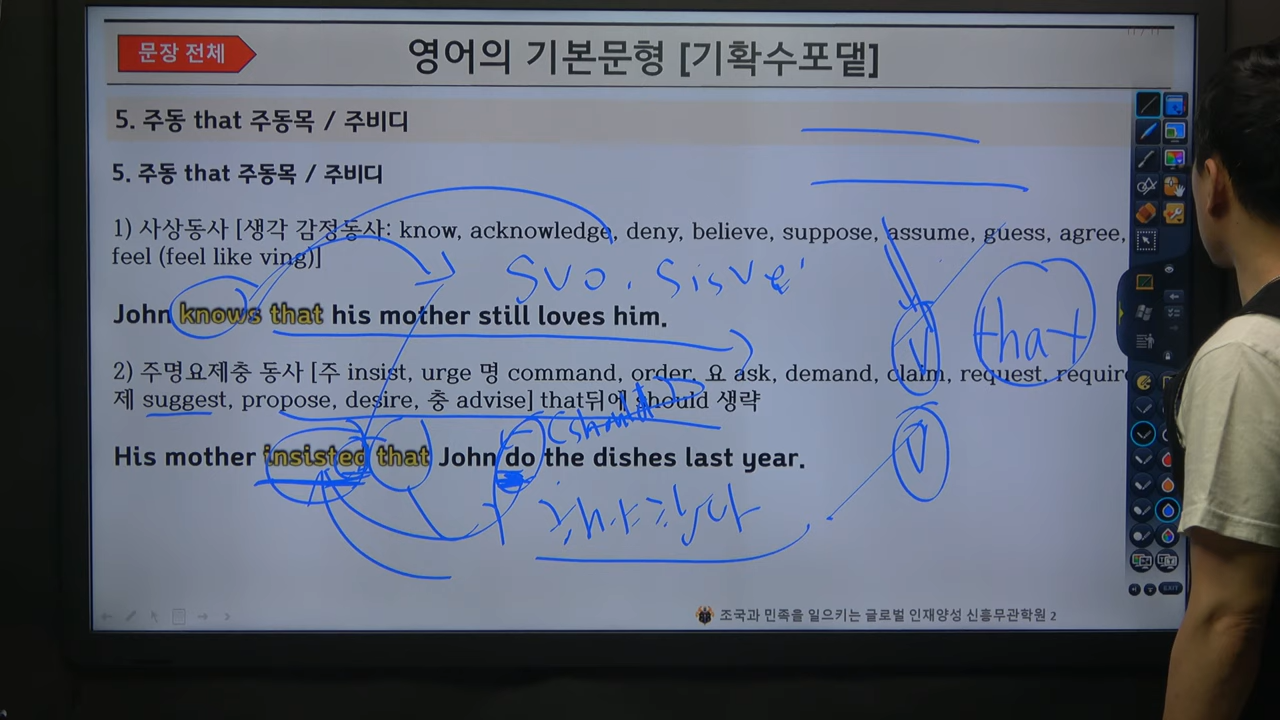 문장 전체
영어의 기본문형 [기확수포댙]
5. 주동 that 주동목 / 주비디
5. 주동 that 주동목 / 주비디
1) 사상동사 [생각 감정동사: know, acknowledge, deny, believe, suppose, assume, guess, agree,
feel (feel like ving)]
SVO. SisVe'
John knows that his mother still loves him.
that
V
2) 주명요제충 동사 [주 insist, urge 명 command, order, 요 ask, demand, claim, request, require
제 suggest, propose, desire, 충 advise] that뒤에 should 생략
(should)
His mother insisted that John do the dishes last year.
V
해야한다
조국과 민족을 일으키는 글로벌 인재양성 신흥무관학원 2